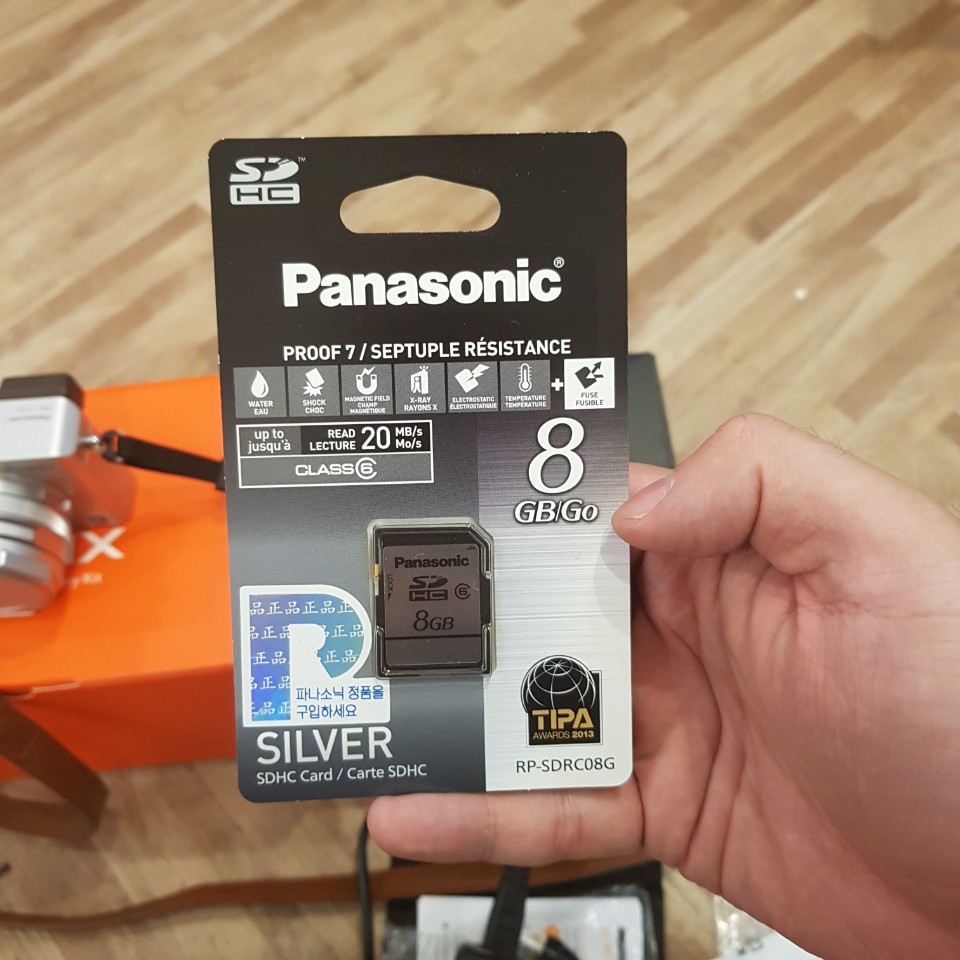 SD™
HC
Panasonic®
PROOF 7 / SEPTUPLE RÉSISTANCE
WATER
EAU
SHOCK
CHOC
MAGNETIC FIELD
CHAMP
MAGNÉTIQUE
X-RAY
RAYONS X
ELECTROSTATIC
ÉLECTROSTATIQUE
TEMPERATURE
TEMPÉRATURE
+
FUSE
FUSIBLE
up to
jusqu'à
READ
LECTURE
20
MB/s
Mo/s
CLASS 6
8
GB/Go
Panasonic
LOCK
SD
HC
6
8GB
品正品正品正
正品正品
正品
正品
品正
R
파나소닉 정품을
구입하세요
SILVER
SDHC Card / Carte SDHC
TIPA
AWARDS 2013
RP-SDRC08G
X